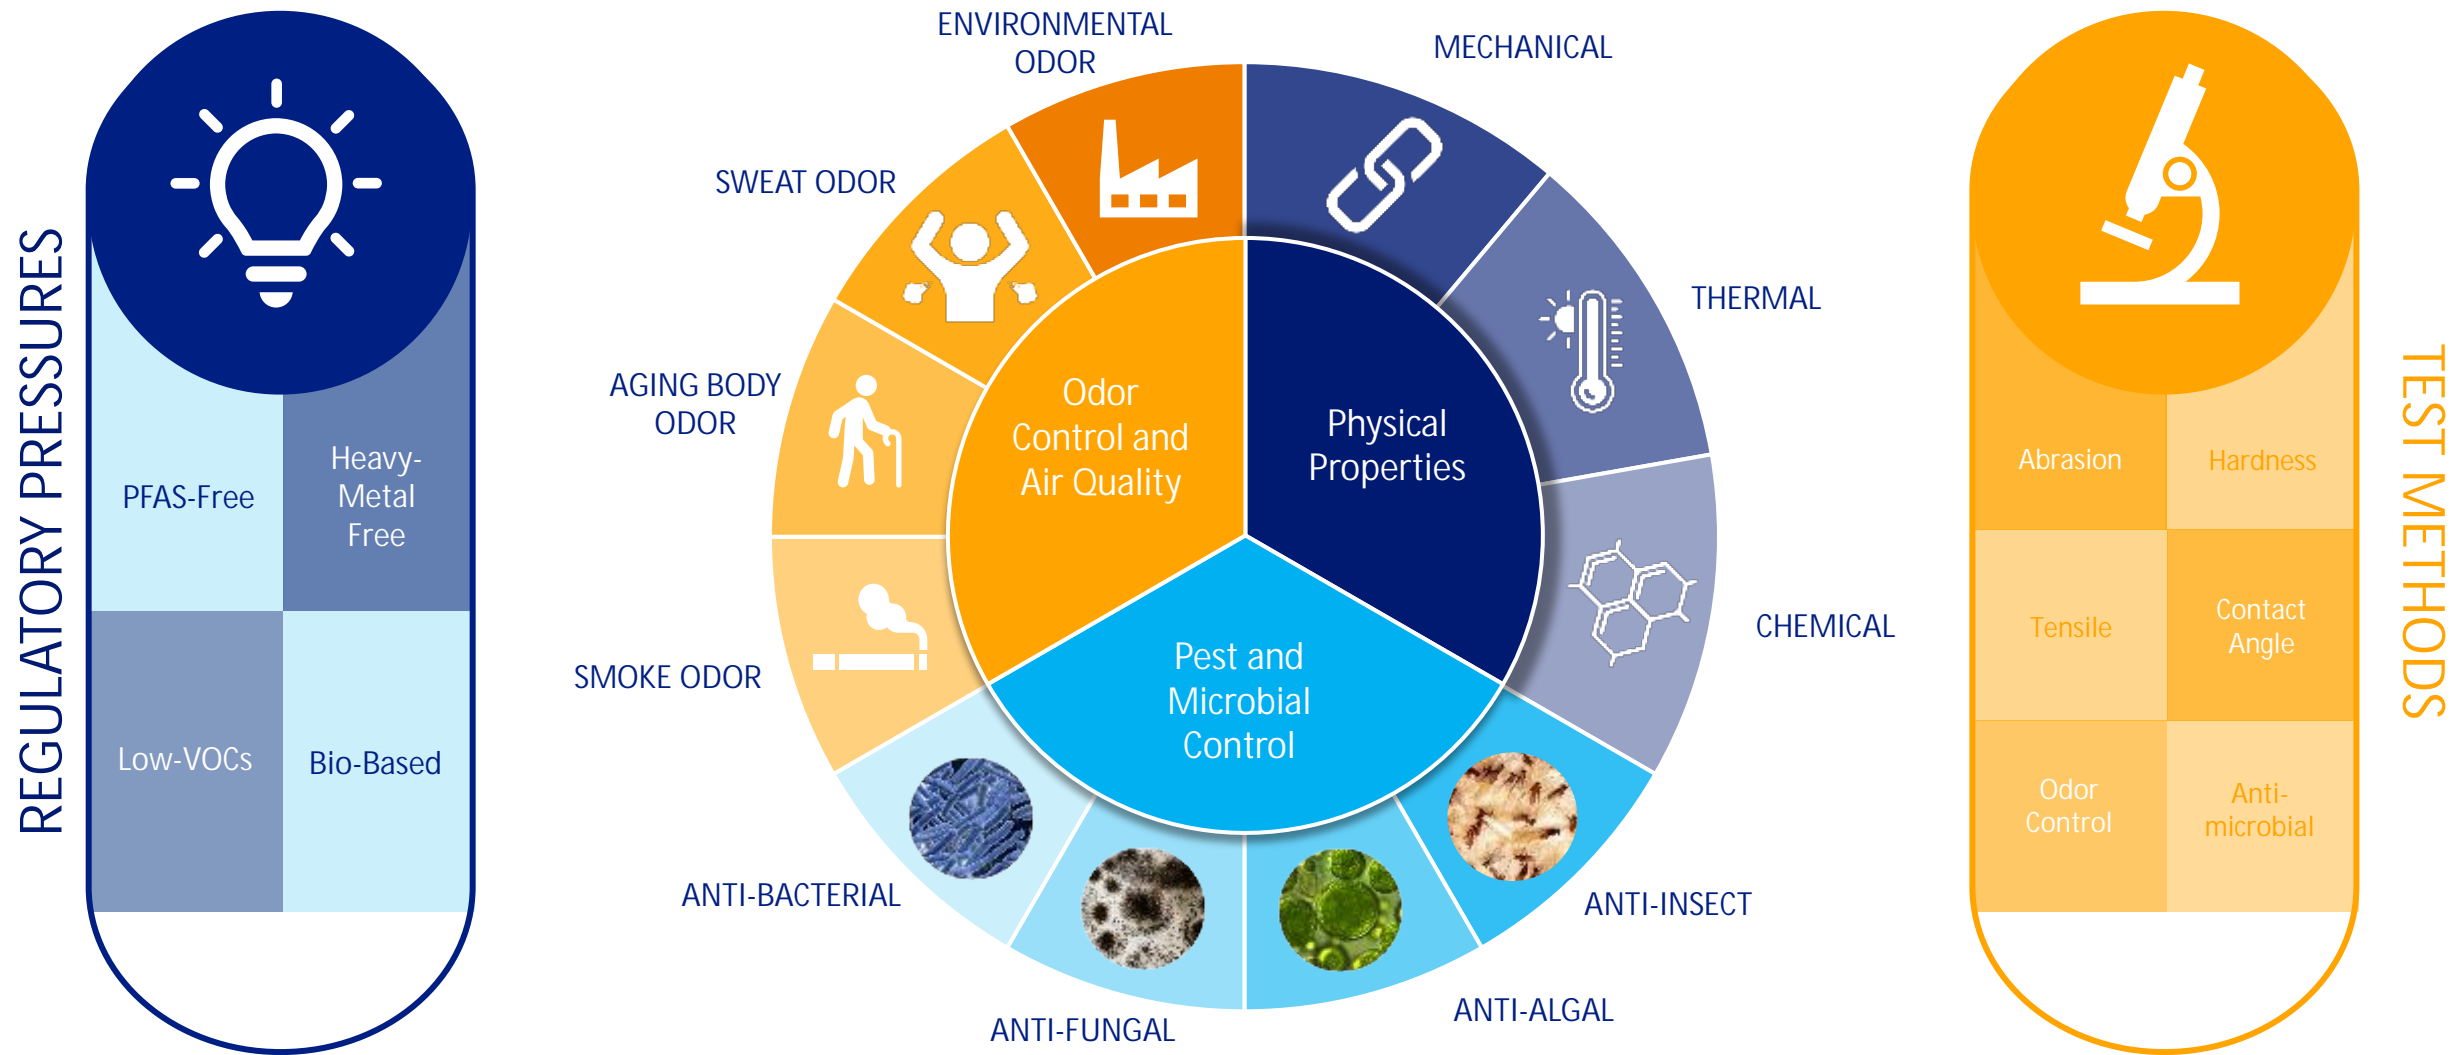 REGULATORY PRESSURES
PFAS-Free
Heavy-
Metal
Free
Low-VOCs
Bio-Based
ENVIRONMENTAL
ODOR
SWEAT ODOR
AGING BODY
ODOR
SMOKE ODOR
Odor
Control and
Air Quality
MECHANICAL
THERMAL
CHEMICAL
Physical
Properties
Pest and
Microbial
Control
ANTI-BACTERIAL
ANTI-FUNGAL
ANTI-ALGAL
ANTI-INSECT
TEST METHODS
Abrasion
Hardness
Tensile
Contact
Angle
Odor
Control
Anti-
microbial